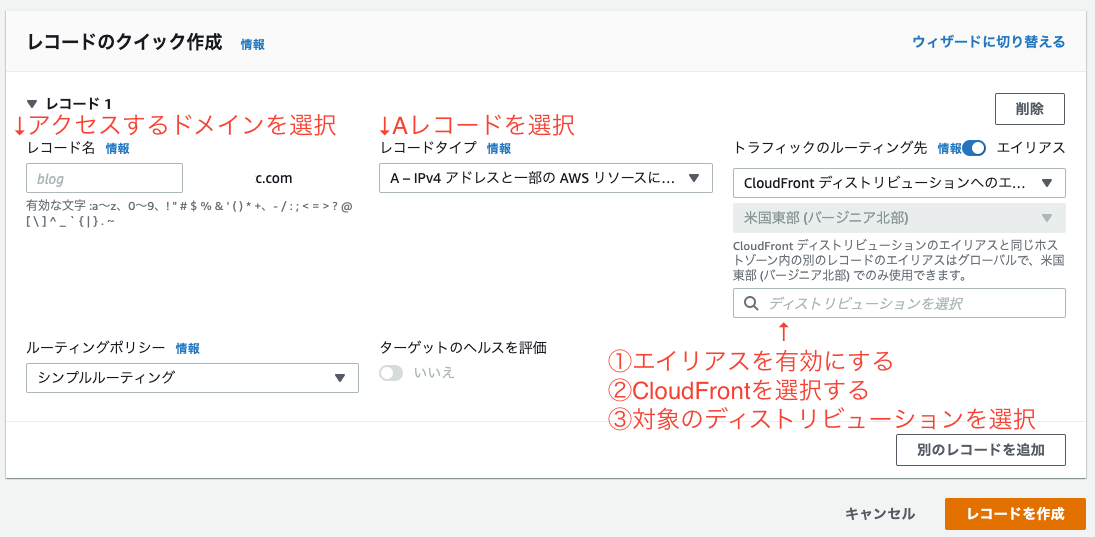 レコードのクイック作成 情報
ウィザードに切り替える
▼ レコード 1
削除
↓アクセスするドメインを選択
↓Aレコードを選択
レコード名 情報
レコードタイプ 情報
トラフィックのルーティング先 情報 エイリアス
blog
c.com
A – IPv4 アドレスと一部の AWS リソースに...
CloudFront ディストリビューションへのエ...
有効な文字 :a〜z、0〜9、! " # $ % & ' ( ) * +、- / : ; < = > ? @
[ \ ] ^ _ ` { | } . ~
米国東部 (バージニア北部)
CloudFront ディストリビューションのエイリアスと同じホス
トゾーン内の別のレコードのエイリアスはグローバルで、米国
東部 (バージニア北部) でのみ使用できます。
ディストリビューションを選択
↑
ルーティングポリシー 情報
ターゲットのヘルスを評価
シンプルルーティング
いいえ
①エイリアスを有効にする
②CloudFrontを選択する
③対象のディストリビューションを選択
別のレコードを追加
キャンセル
レコードを作成